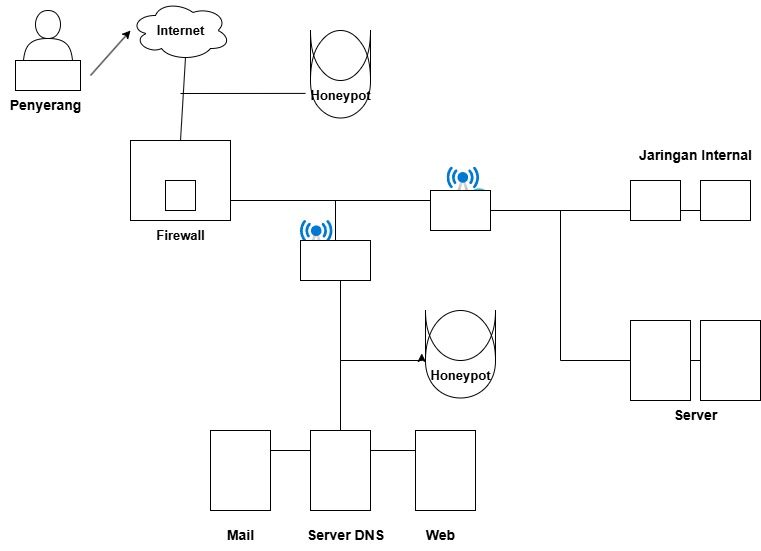 Internet
Penyerang
Honeypot
Jaringan Internal
Firewall
Honeypot
Server
Mail
Server DNS
Web